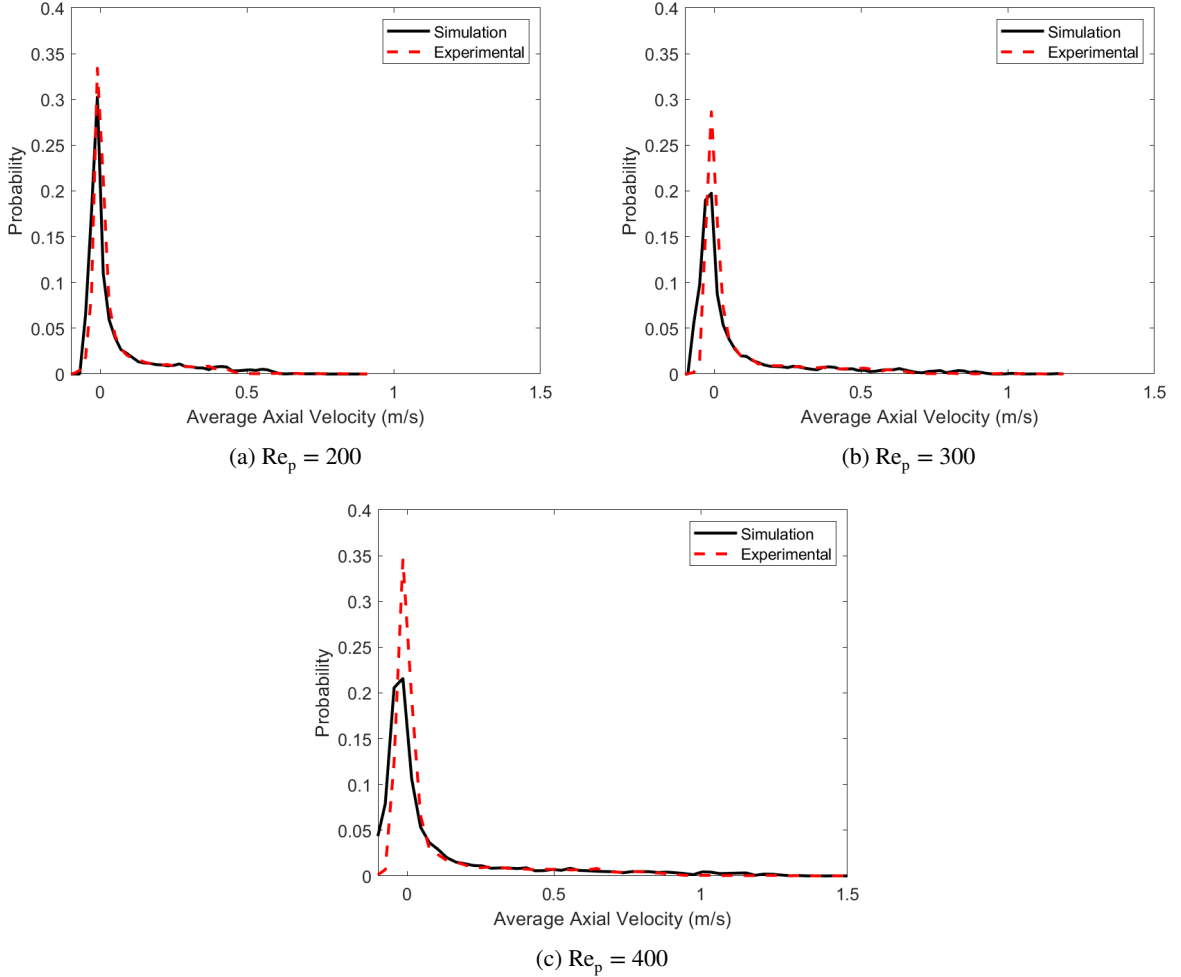 0.4
0.35
0.3
0.25
0.2
0.15
0.1
0.05
0
Probability
Simulation
Experimental
0 0.5 1 1.5
Average Axial Velocity (m/s)
(a) Reₚ = 200
0.4
0.35
0.3
0.25
0.2
0.15
0.1
0.05
0
Probability
Simulation
Experimental
0 0.5 1 1.5
Average Axial Velocity (m/s)
(b) Reₚ = 300
0.4
0.35
0.3
0.25
0.2
0.15
0.1
0.05
0
Probability
Simulation
Experimental
0 0.5 1 1.5
Average Axial Velocity (m/s)
(c) Reₚ = 400